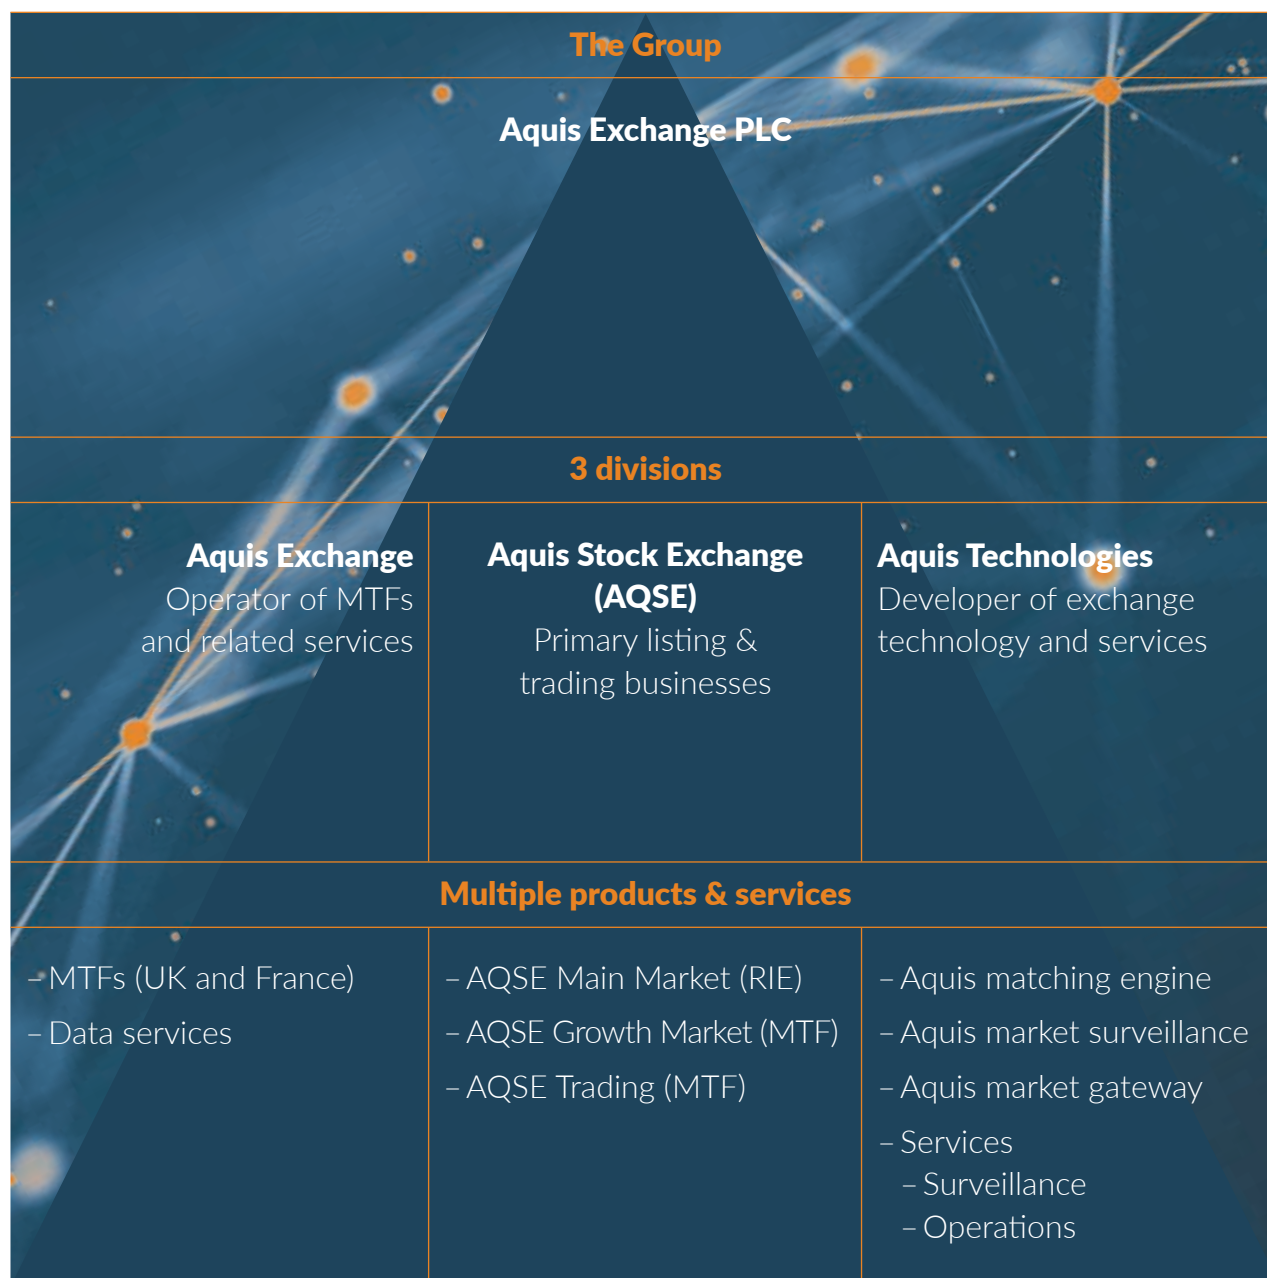 The Group
Aquis Exchange PLC
3 divisions
Aquis Exchange
Operator of MTFs
and related services
Aquis Stock Exchange
(AQSE)
Primary listing &
trading businesses
Aquis Technologies
Developer of exchange
technology and services
Multiple products & services
– MTFs (UK and France)
– Data services
– AQSE Main Market (RIE)
– AQSE Growth Market (MTF)
– AQSE Trading (MTF)
– Aquis matching engine
– Aquis market surveillance
– Aquis market gateway
– Services
– Surveillance
– Operations